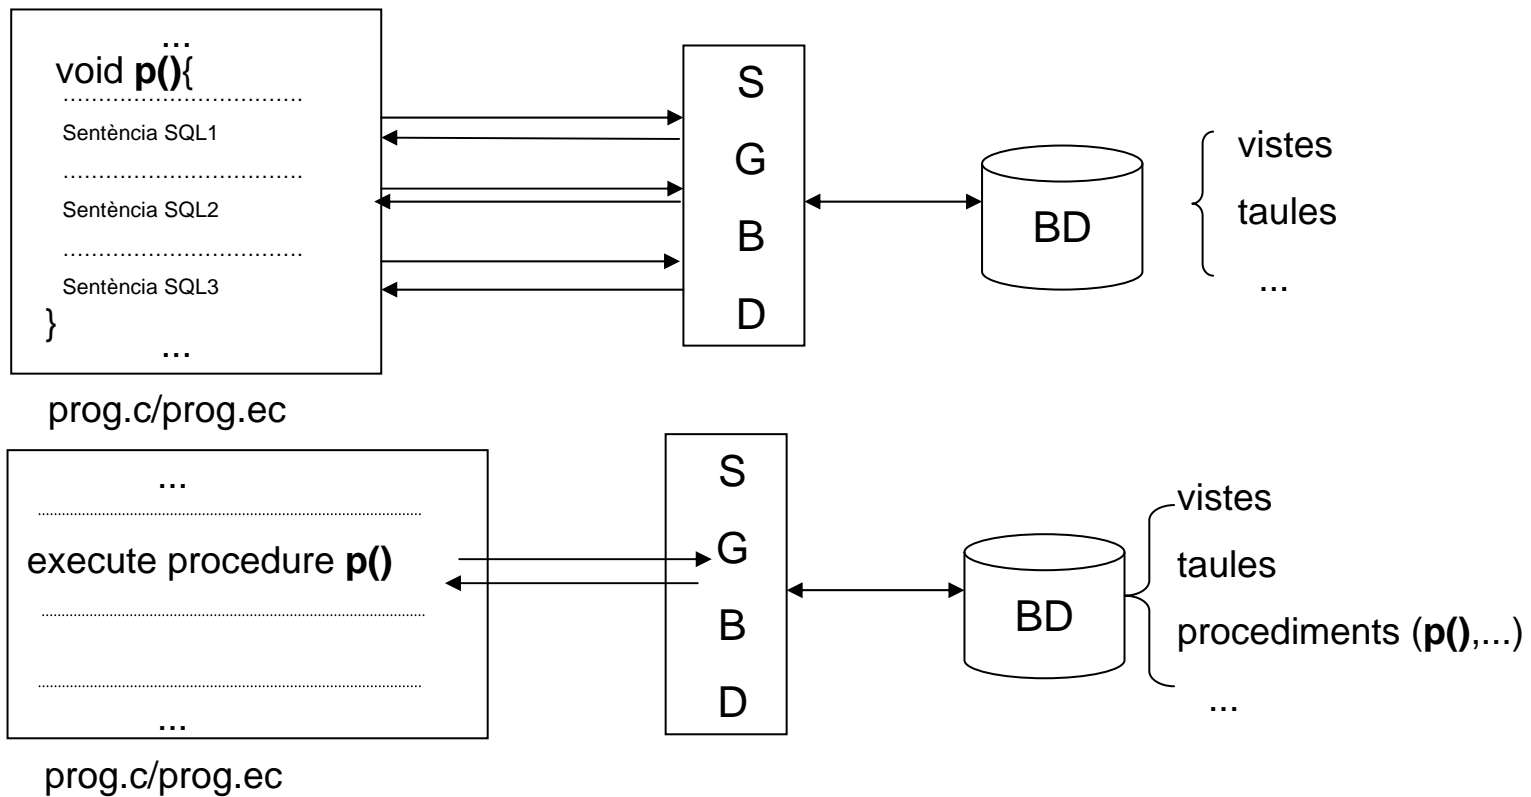 ...
void p(){
.................................
Sentència SQL1
.................................
Sentència SQL2
.................................
Sentència SQL3
}
...
prog.c/prog.ec
S
G
B
D
BD
vistes
taules
...
...
execute procedure p()
...
prog.c/prog.ec
S
G
B
D
BD
vistes
taules
procediments (p(),...)
...